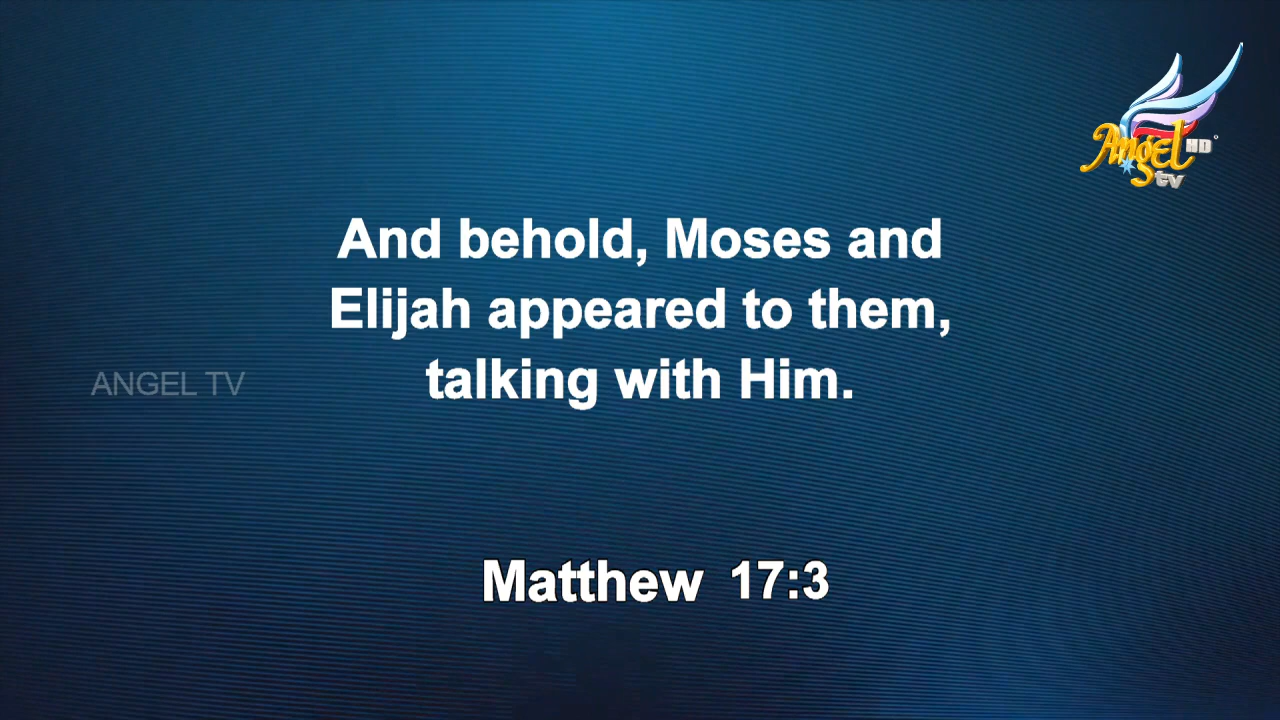 Angel HD
tv
And behold, Moses and
Elijah appeared to them,
talking with Him.
ANGEL TV
Matthew 17:3